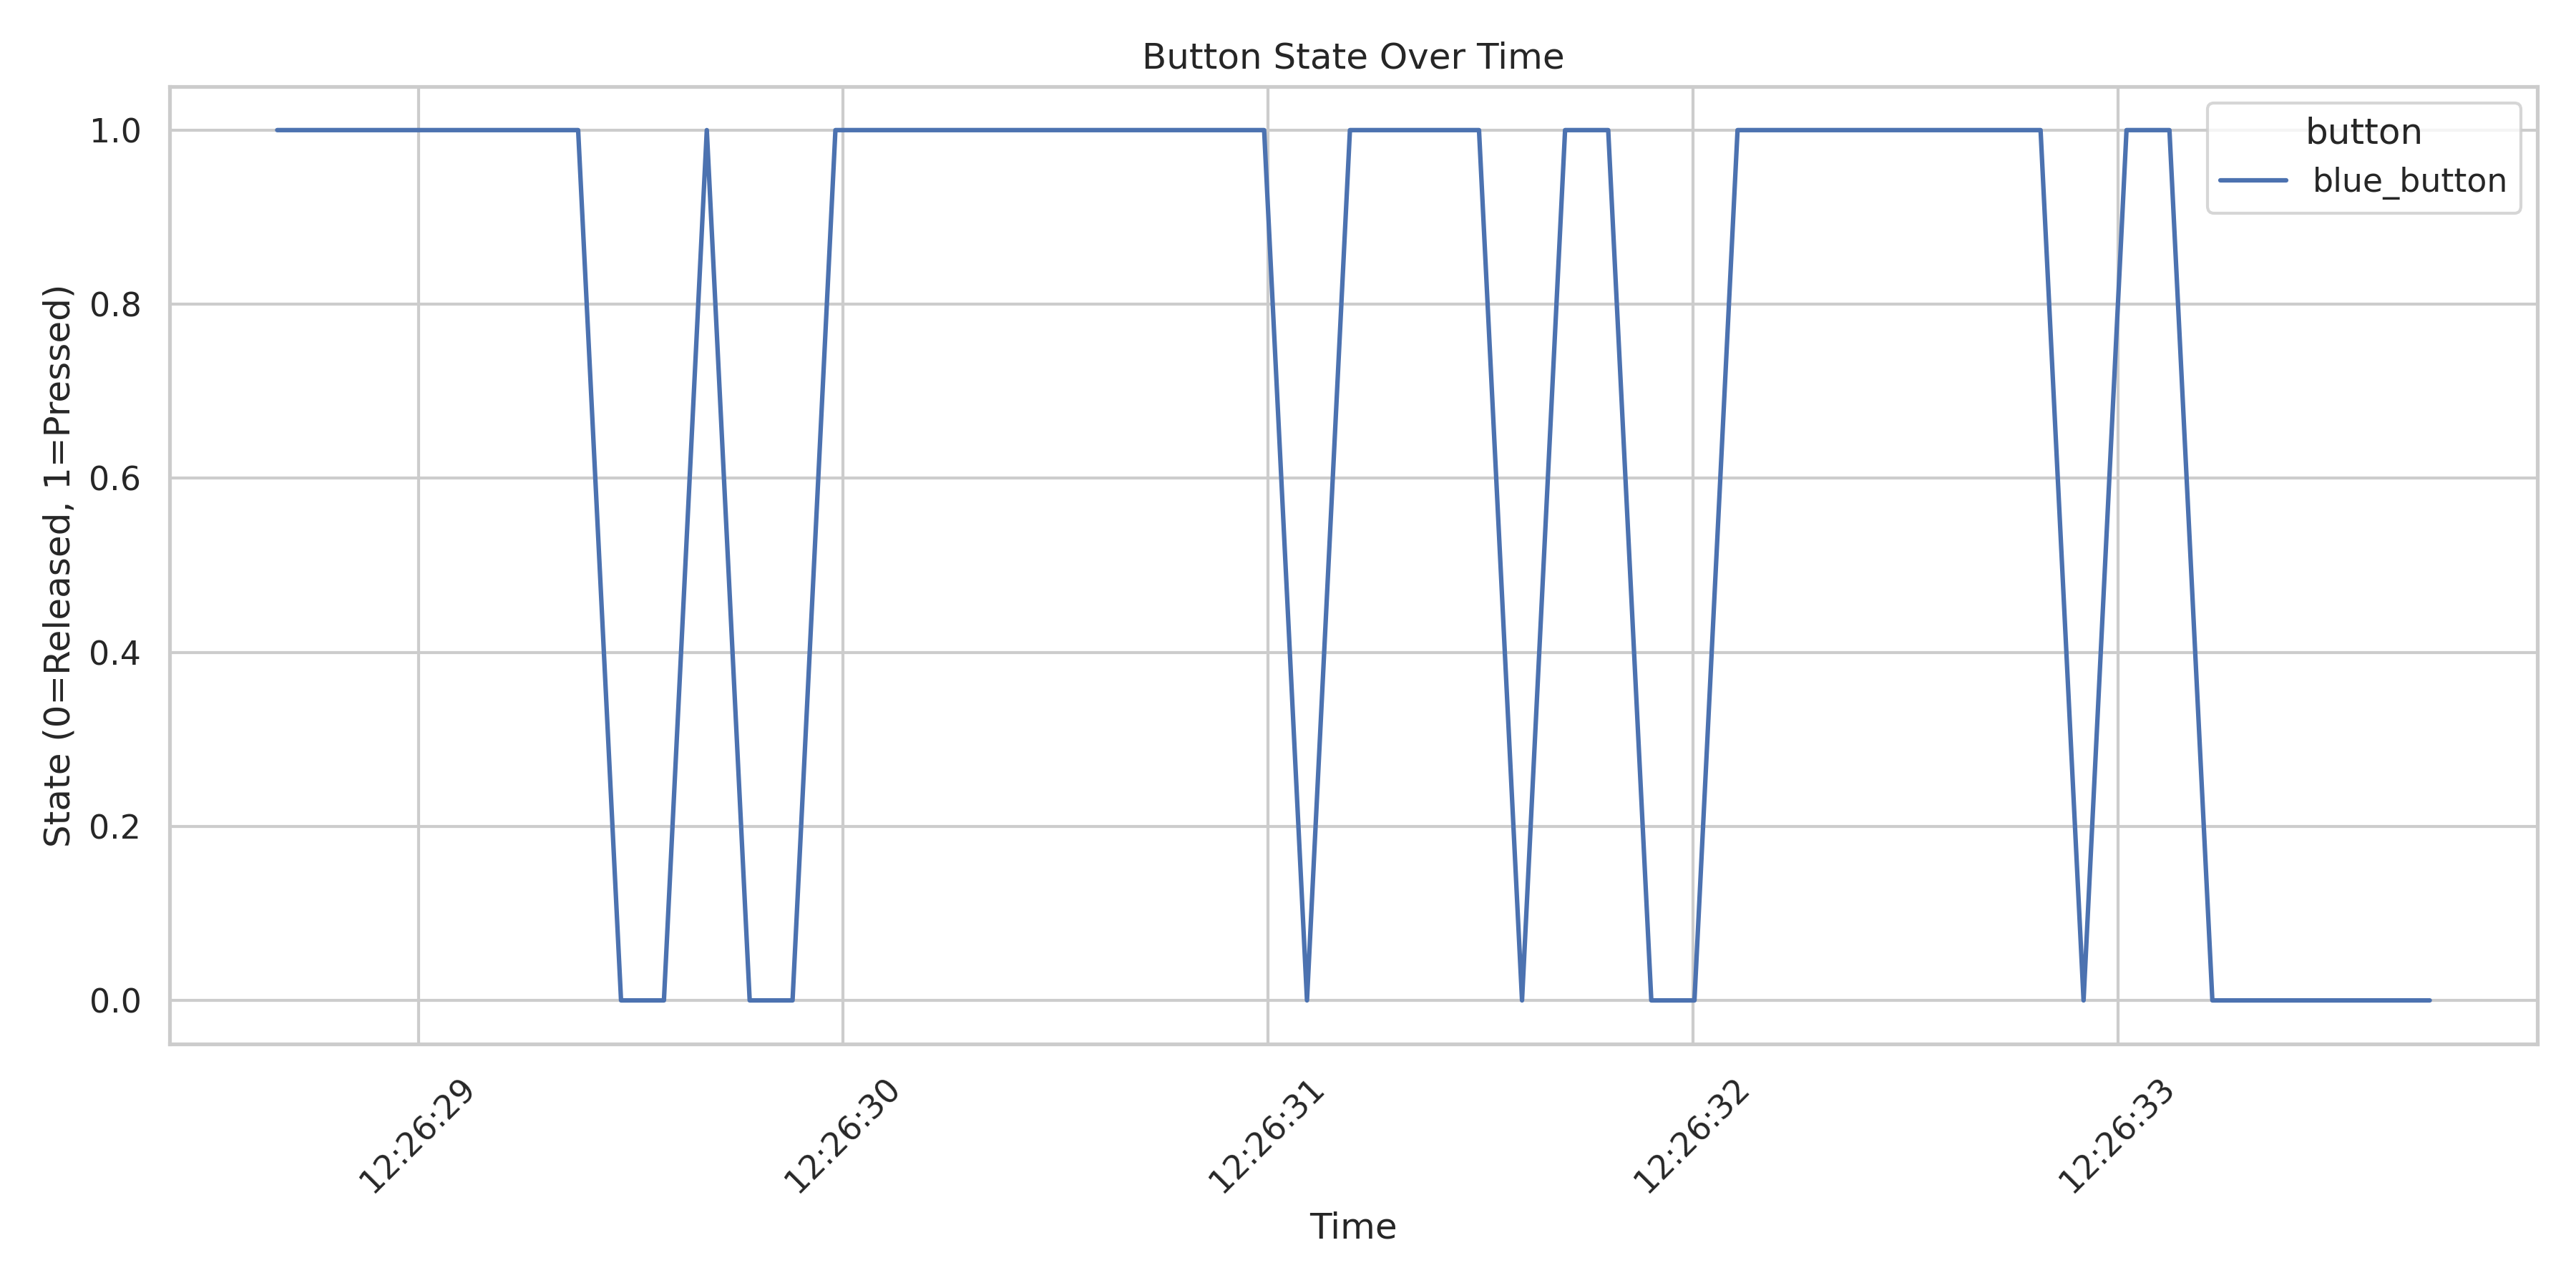 Button State Over Time
State (0=Released, 1=Pressed)
1.0
0.8
0.6
0.4
0.2
0.0
button
blue_button
12:26:29
12:26:30
12:26:31
12:26:32
12:26:33
Time